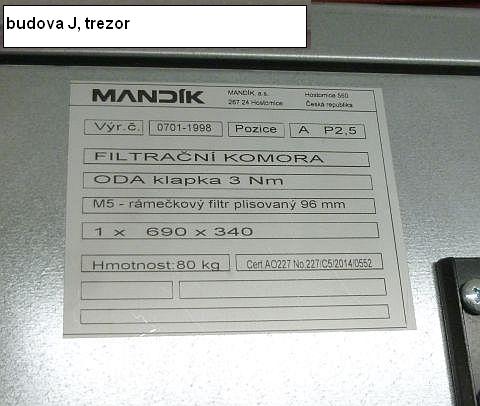 budova J, trezor
MANDÍK MANDÍK, a.s. Hostomice 550
267 24 Hostomice Česká republika
Výr.č. 0701-1998 Pozice A P2,5
FILTRAČNÍ KOMORA
ODA klapka 3 Nm
M5 - rámečkový filtr plisovaný 96 mm
1 x 690 x 340
Hmotnost:80 kg Cert AO227 No.227/C5/2014/0552